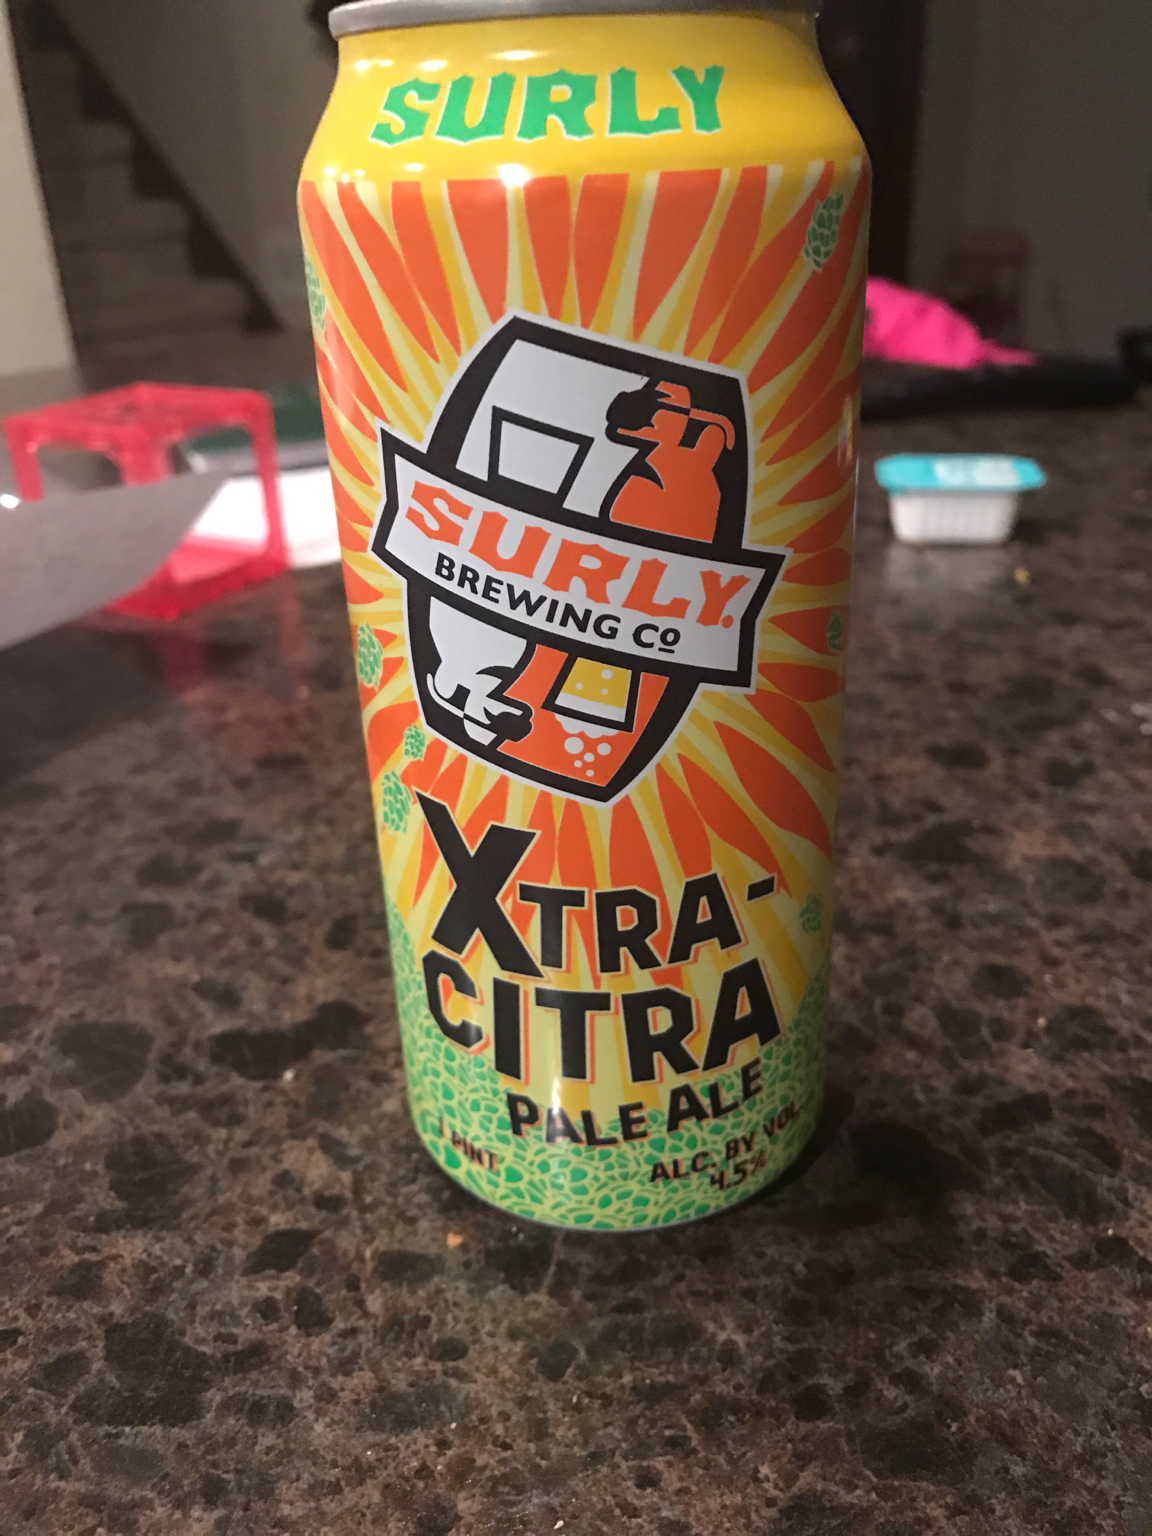 SURLY
SURLY
BREWING Co
XTRA-
CITRA
PALE ALE
1 PINT
ALC. BY VOL.
4.5%